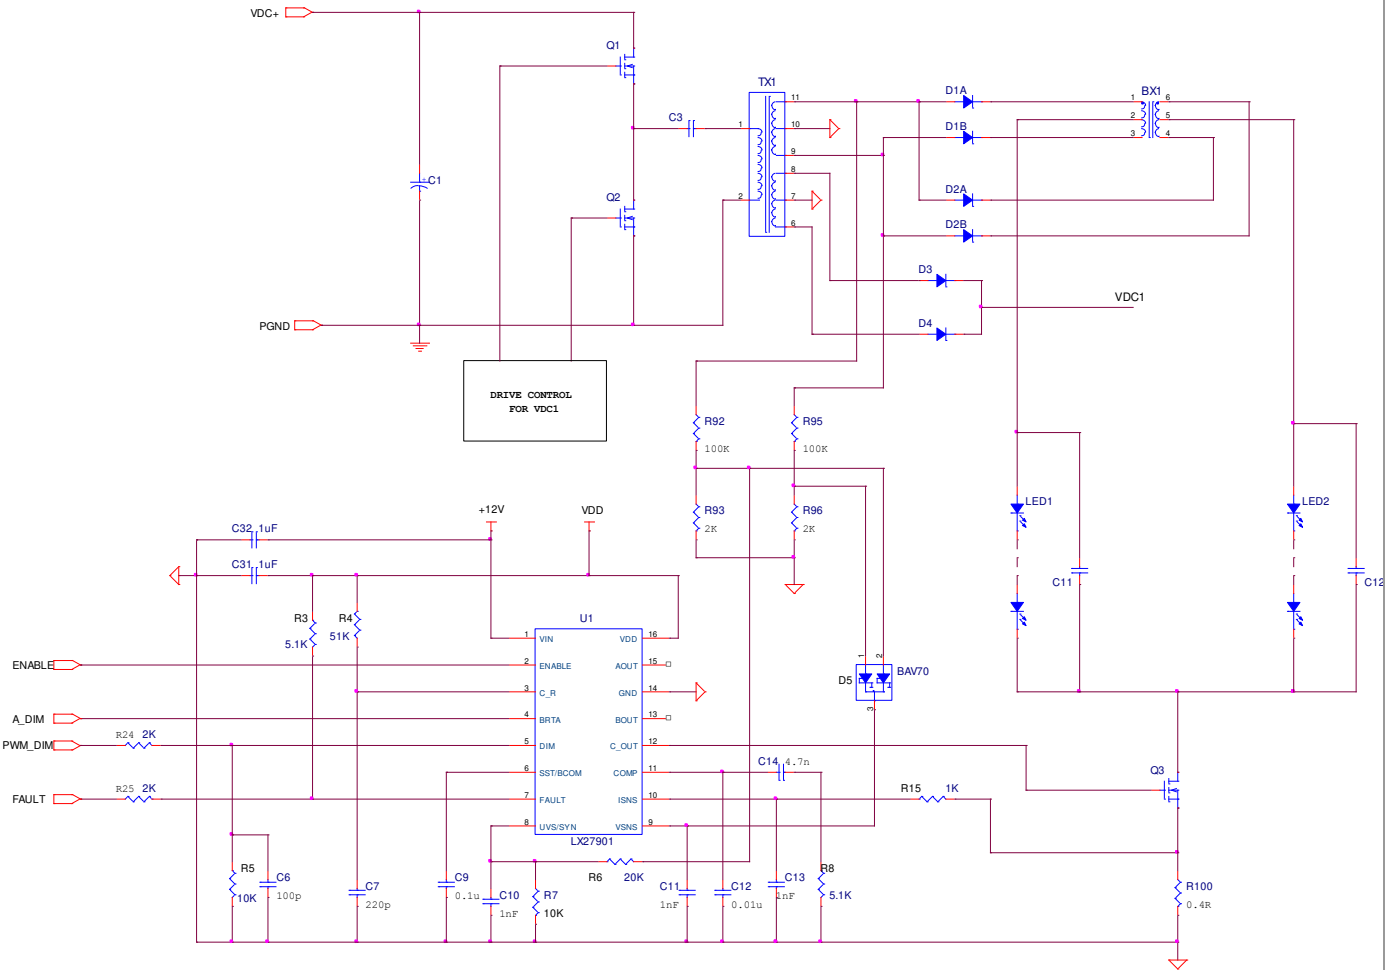 VDC+
Q1
TX1
11
D1A
1
BX1
6
C3
1
10
D1B
2
5
3
4
9
C1
8
Q2
2
7
D2A
6
D2B
D3
VDC1
PGND
D4
DRIVE CONTROL
FOR VDC1
R92
R95
100K
100K
LED1
LED2
+12V
VDD
R93
R96
2K
2K
C32 1uF
C31 1uF
C11
C12
R3
5.1K
R4
51K
U1
1
VIN
VDD
16
ENABLE
2
ENABLE
AOUT
15
1
2
D5
BAV70
1
1
3
3
C_R
GND
14
A_DIM
4
BRTA
BOUT
13
PWM_DIM
R24 2K
5
DIM
C_OUT
12
6
SST/BCOM
COMP
11
C14 4.7n
Q3
FAULT
R25 2K
7
FAULT
ISNS
10
R15 1K
8
UVS/SYN
VSNS
9
LX27901
R5
10K
C6
100p
C7
220p
C9
0.1u
C10
1nF
R7
10K
R6 20K
C11
1nF
C12
0.01u
C13
1nF
R8
5.1K
R100
0.4R